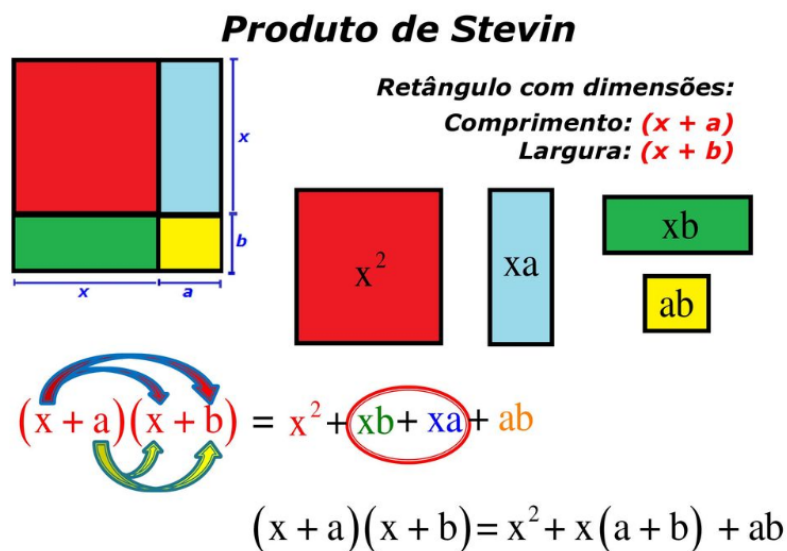 Produto de Stevin
Retângulo com dimensões:
Comprimento: (x + a)
Largura: (x + b)
x
b
x
a
x²
xa
xb
ab
(x + a)(x + b) = x² + xb + xa + ab
(x + a)(x + b) = x² + x(a + b) + ab